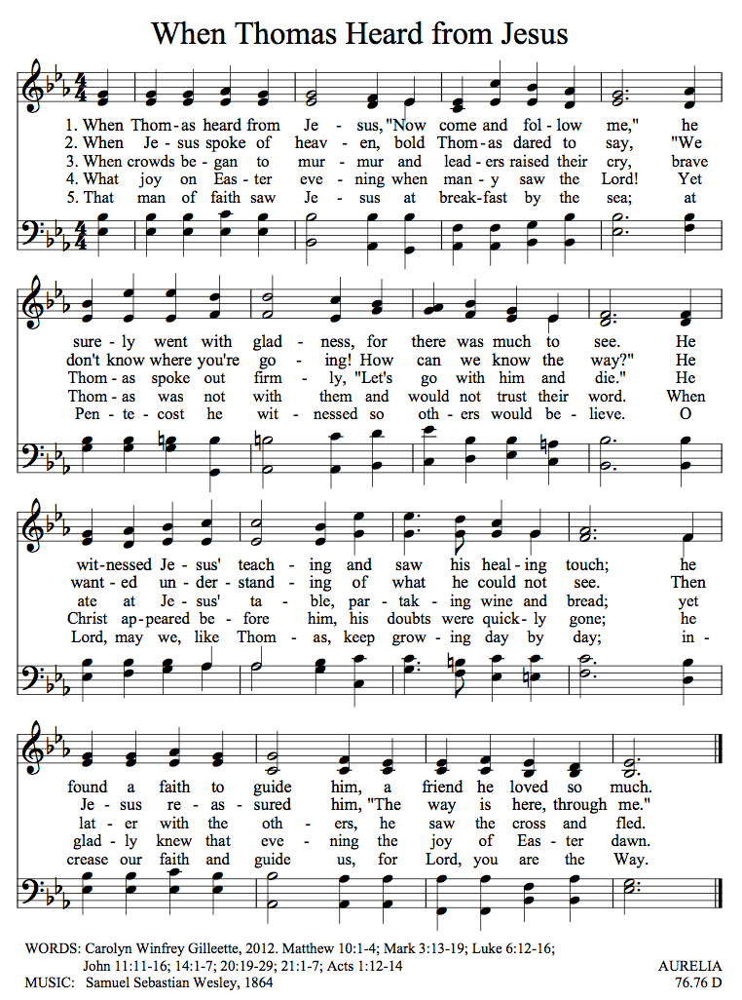 When Thomas Heard from Jesus
1. When Thom - as heard from Je - sus, "Now come and fol - low me," he
2. When Je - sus spoke of heav - en, bold Thom - as dared to say, "We
3. When crowds be - gan to mur - mur and lead - ers raised their cry, brave
4. What joy on Eas - ter eve - ning when man - y saw the Lord! Yet
5. That man of faith saw Je - sus at break - fast by the sea; at
sure - ly went with glad - ness, for there was much to see. He
don't know where you're go - ing! How can we know the way?" He
Thom - as spoke out firm - ly, "Let's go with him and die." He
Thom - as was not with them and would not trust their word. When
Pen - te - cost he wit - nessed so oth - ers would be - lieve. O
wit - nessed Je - sus' teach - ing and saw his heal - ing touch; he
want - ed un - der - stand - ing of what he could not see. Then
ate at Je - sus' ta - ble, par - tak - ing wine and bread; yet
Christ ap - peared be - fore him, his doubts were quick - ly gone; he
Lord, may we, like Thom - as, keep grow - ing day by day; in -
found a faith to guide him, a friend he loved so much.
Je - sus re - as - sured him, "The way is here, through me."
lat - er with the oth - ers, he saw the cross and fled.
glad - ly knew that eve - ning the joy of Eas - ter dawn.
crease our faith and guide us, for Lord, you are the Way.
WORDS: Carolyn Winfrey Gilleette, 2012. Matthew 10:1-4; Mark 3:13-19; Luke 6:12-16;
John 11:11-16; 14:1-7; 20:19-29; 21:1-7; Acts 1:12-14 AURELIA
MUSIC: Samuel Sebastian Wesley, 1864 76.76 D